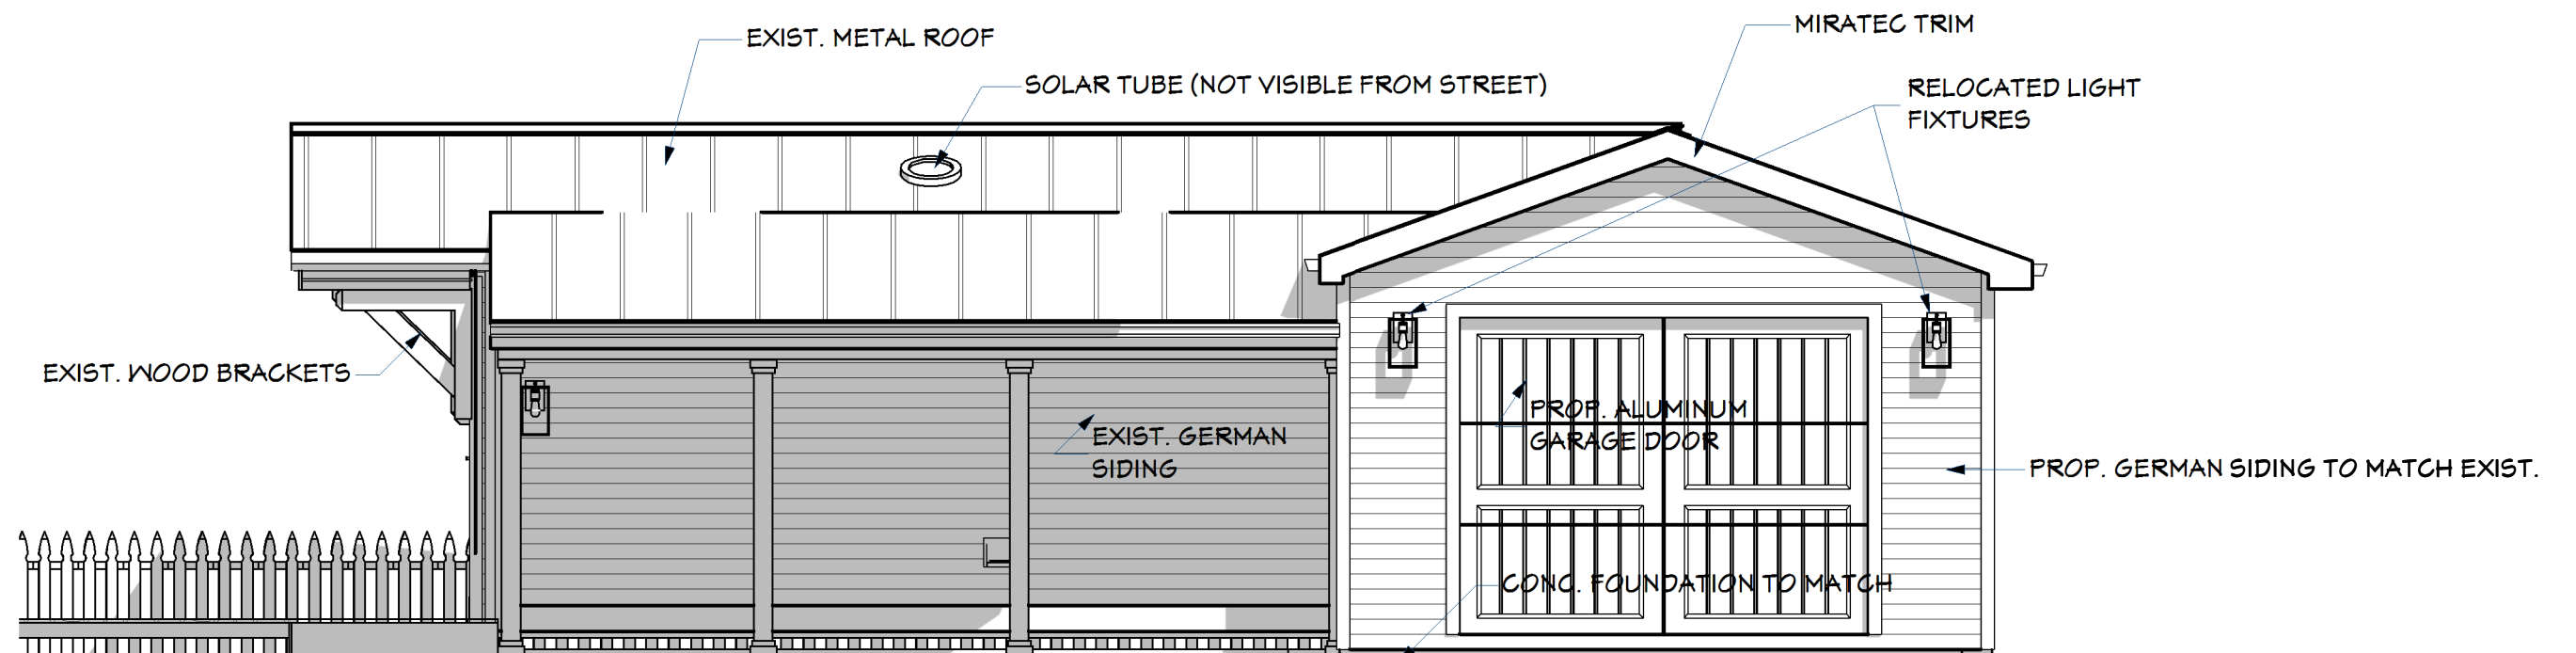 MIRATEC TRIM
EXIST. METAL ROOF
SOLAR TUBE (NOT VISIBLE FROM STREET)
RELOCATED LIGHT
FIXTURES
EXIST. WOOD BRACKETS
PROP. ALUMINUM
GARAGE DOOR
EXIST. GERMAN
SIDING
PROP. GERMAN SIDING TO MATCH EXIST.
CONC. FOUNDATION TO MATCH